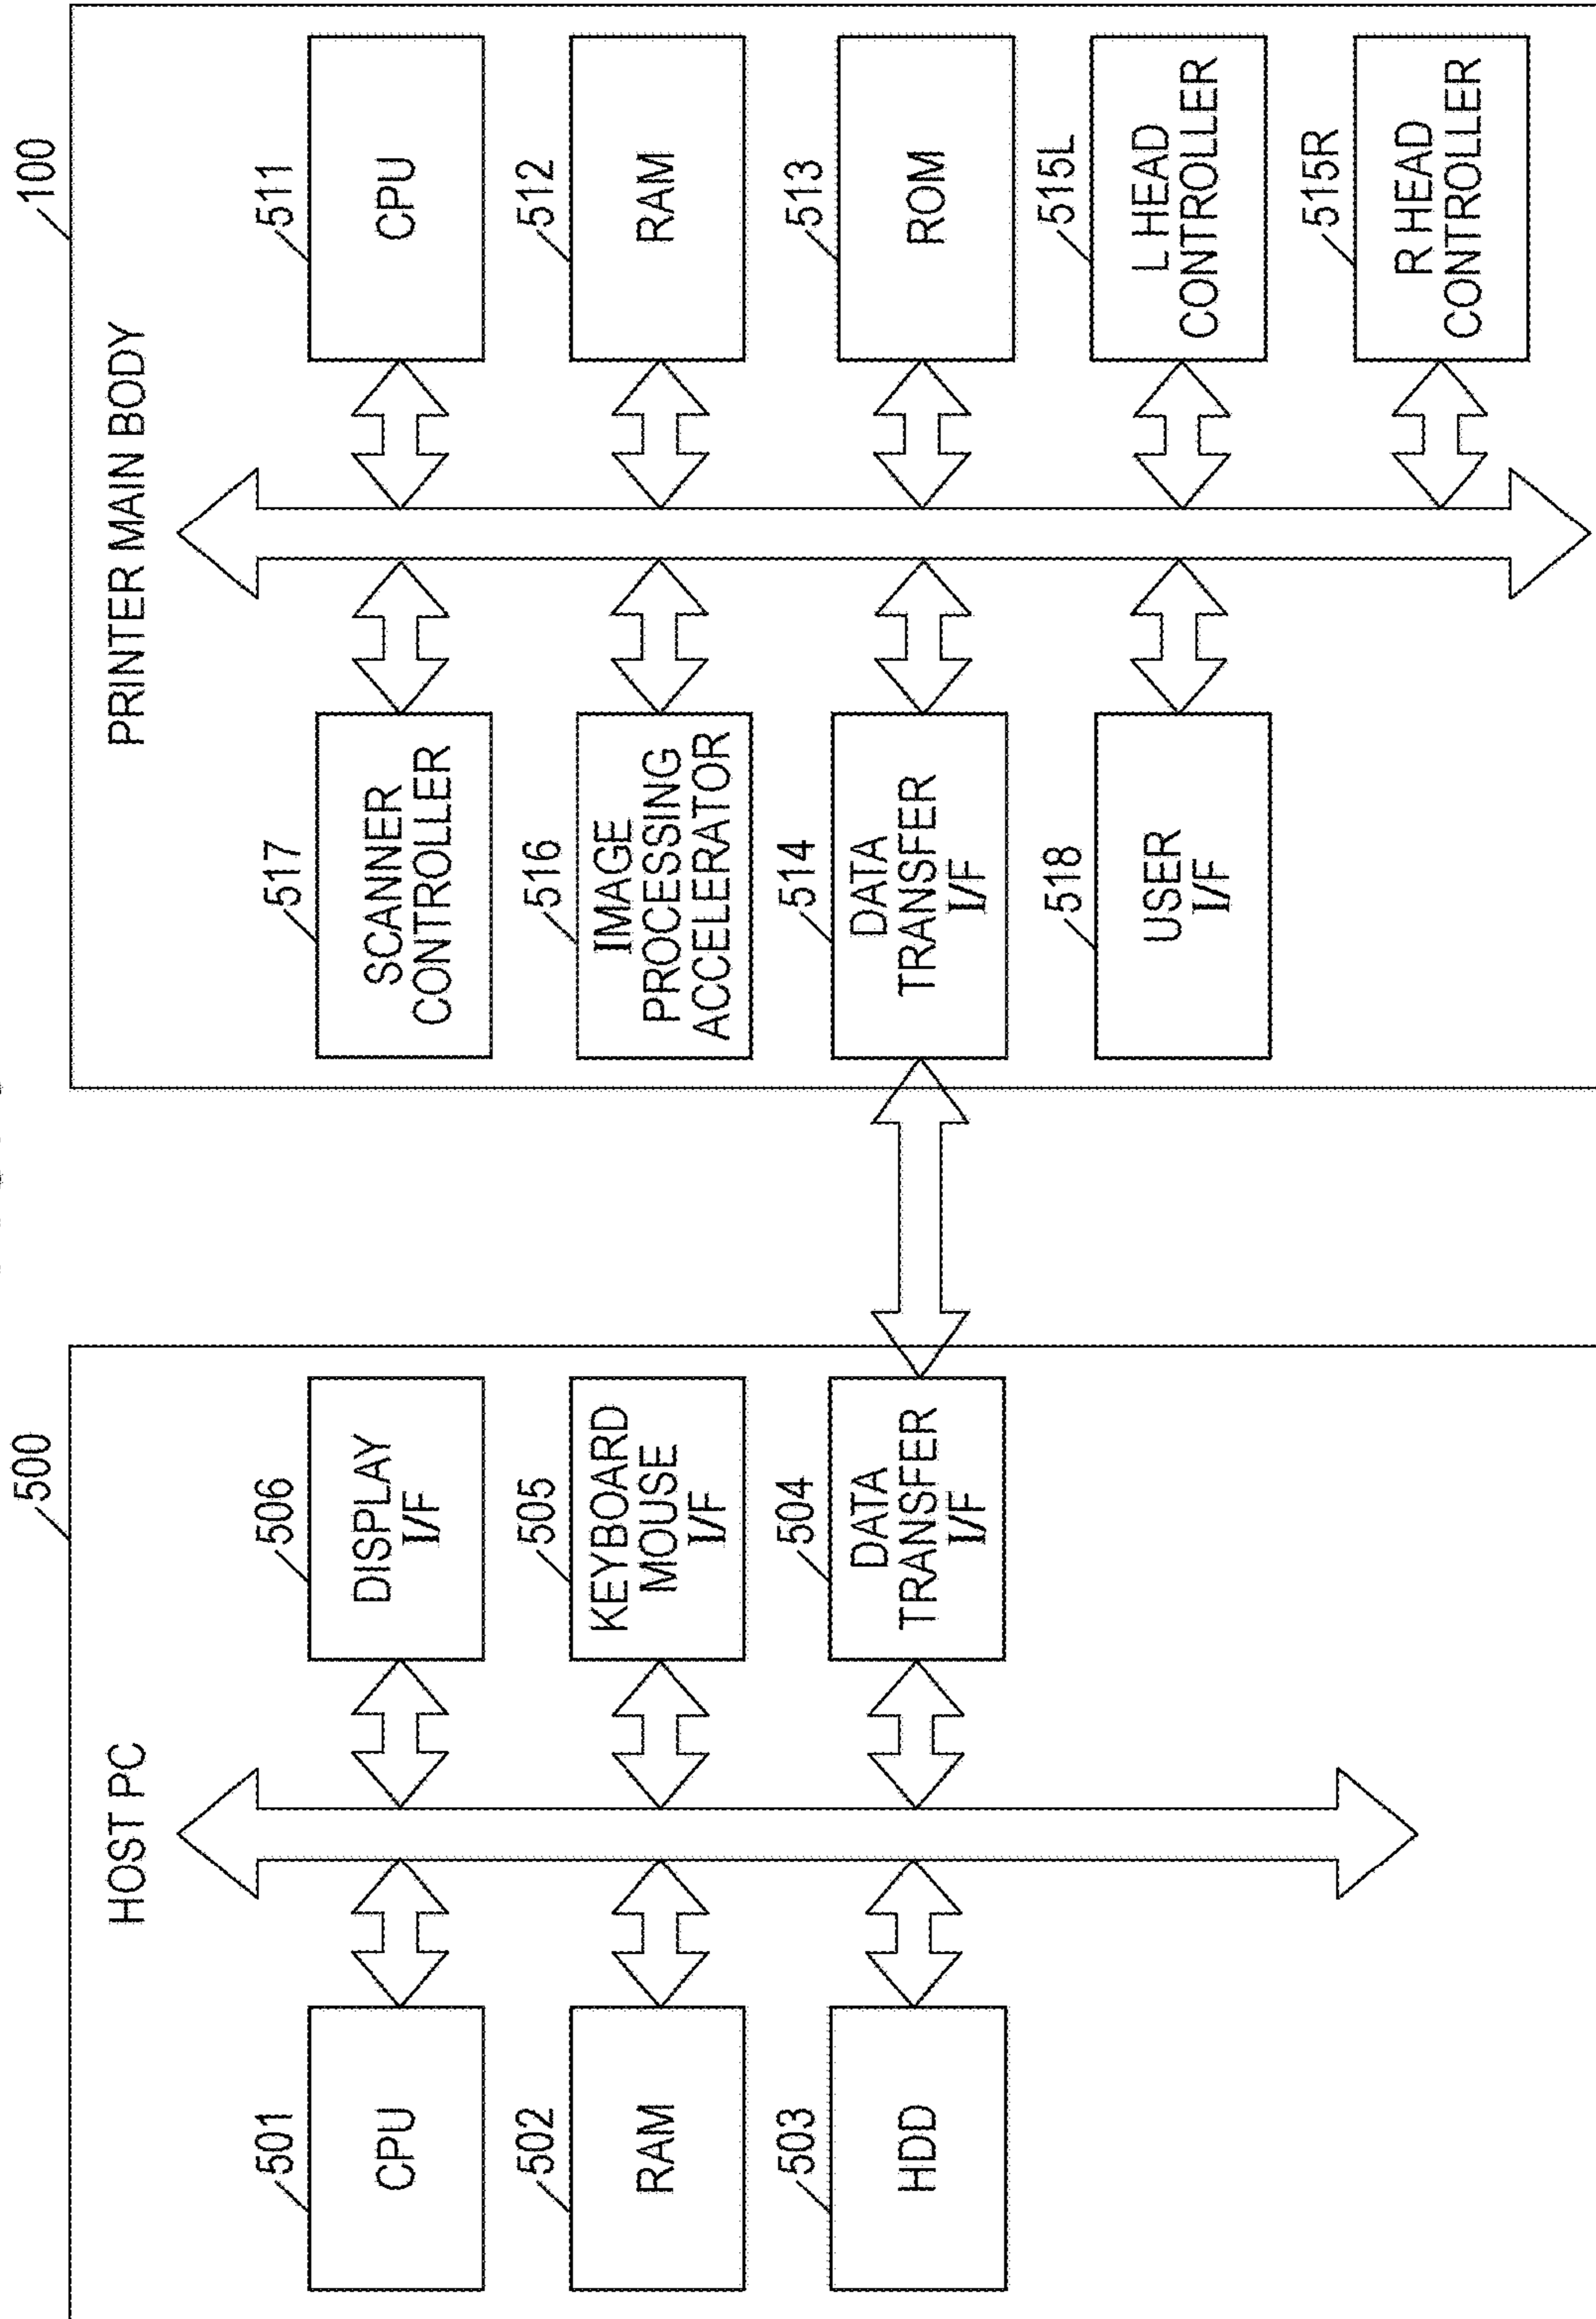 500
HOST PC
501
CPU
506
DISPLAY
I/F
502
RAM
505
KEYBOARD
MOUSE
I/F
503
HDD
504
DATA
TRANSFER
I/F
100
PRINTER MAIN BODY
517
SCANNER
CONTROLLER
511
CPU
516
IMAGE
PROCESSING
ACCELERATOR
512
RAM
514
DATA
TRANSFER
I/F
513
ROM
518
USER
I/F
515L
L HEAD
CONTROLLER
515R
R HEAD
CONTROLLER